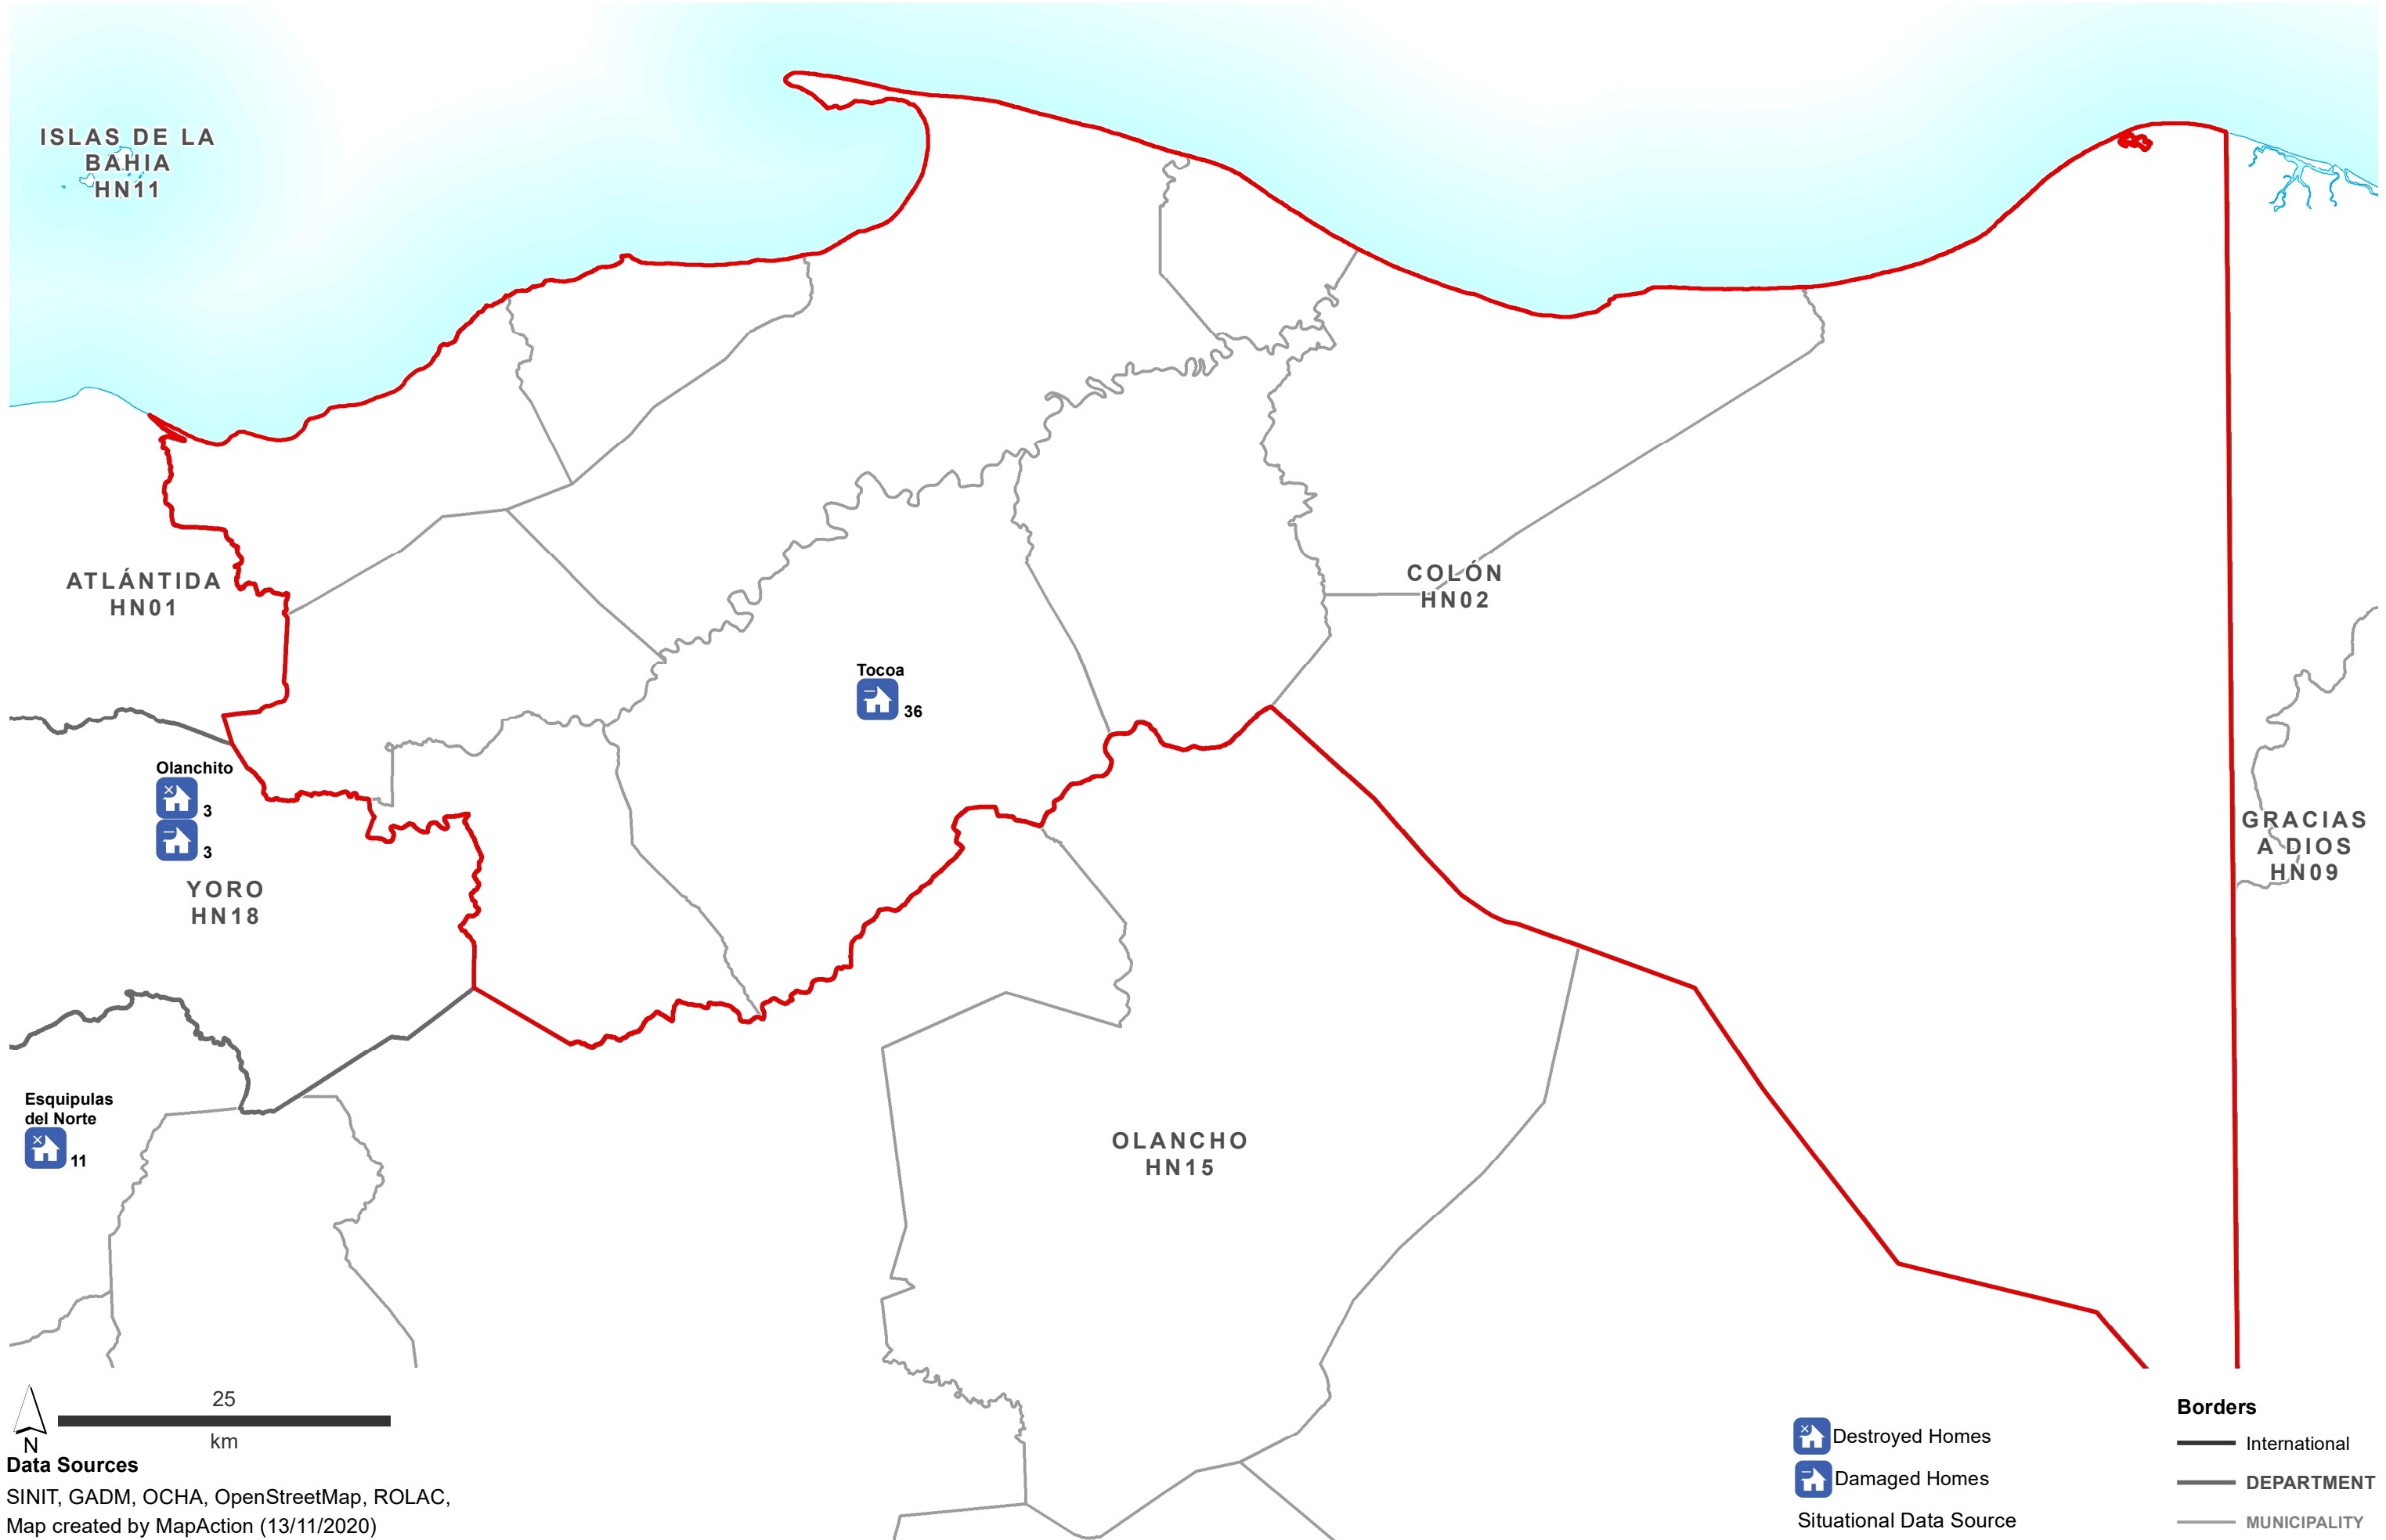 ISLAS DE LA
BAHIA
HN11
ATLÁNTIDA
HN01
COLÓN
HN02
Tocoa
36
Olanchito
3
3
YORO
HN18
GRACIAS
A DIOS
HN09
Esquipulas
del Norte
11
OLANCHO
HN15
25
km
N
Data Sources
SINIT, GADM, OCHA, OpenStreetMap, ROLAC,
Map created by MapAction (13/11/2020)
Destroyed Homes
Damaged Homes
Situational Data Source
Borders
International
DEPARTMENT
MUNICIPALITY